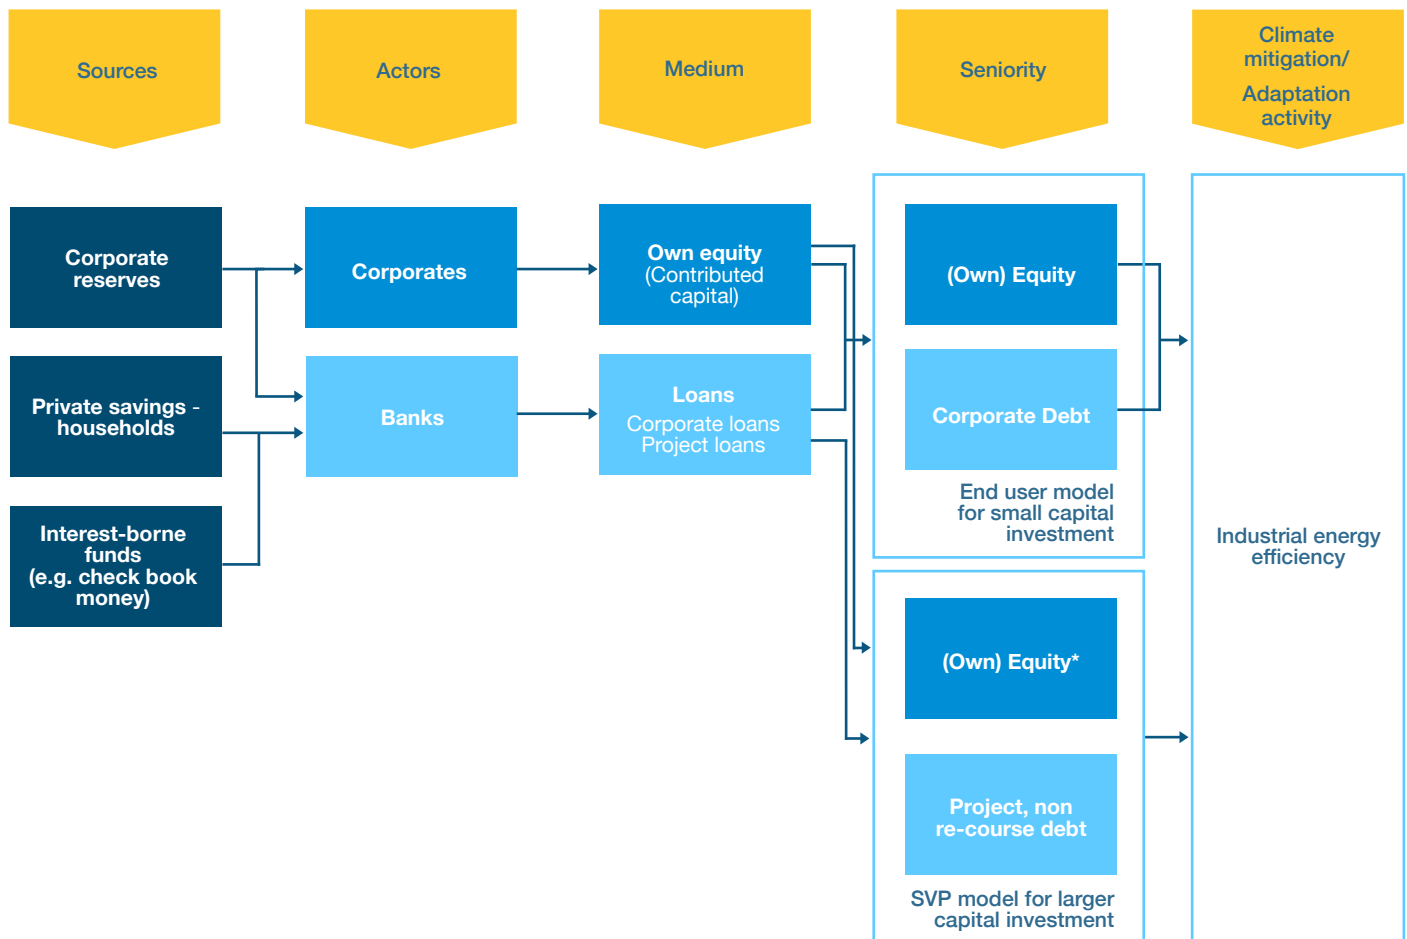 Sources
Actors
Medium
Seniority
Climate
mitigation/
Adaptation
activity
Corporate
reserves
Corporates
Own equity
(Contributed
capital)
(Own) Equity
Private savings -
households
Banks
Loans
Corporate loans
Project loans
Corporate Debt
End user model
for small capital
investment
Interest-borne
funds
(e.g. check book
money)
Industrial energy
efficiency
(Own) Equity*
Project, non
re-course debt
SVP model for larger
capital investment